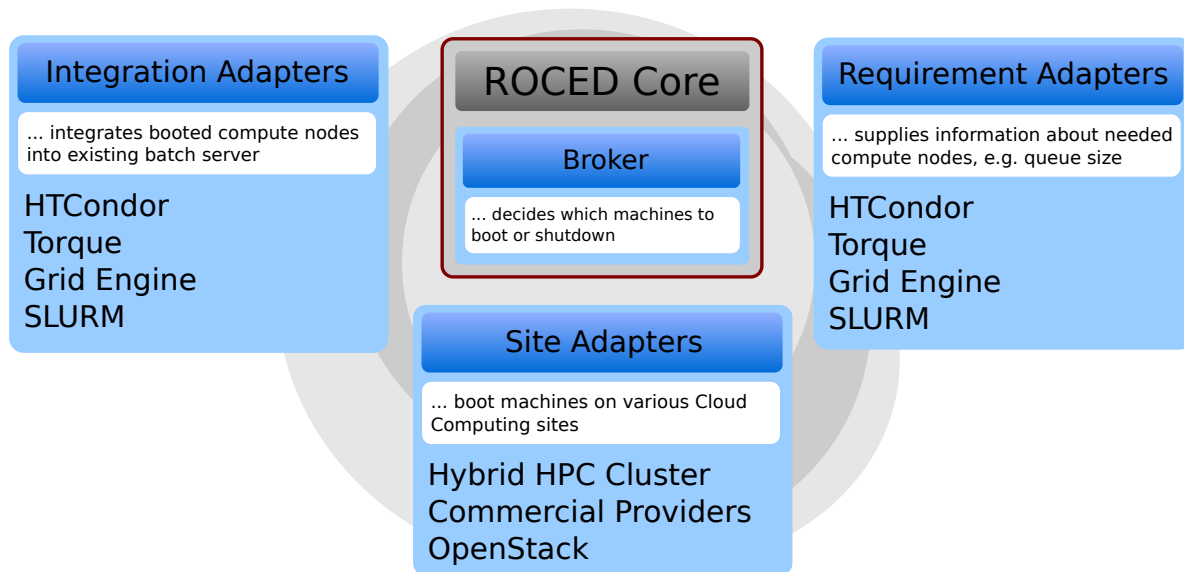 Integration Adapters
... integrates booted compute nodes
into existing batch server
HTCondor
Torque
Grid Engine
SLURM
ROCED Core
Broker
... decides which machines to
boot or shutdown
Requirement Adapters
... supplies information about needed
compute nodes, e.g. queue size
HTCondor
Torque
Grid Engine
SLURM
Site Adapters
... boot machines on various Cloud
Computing sites
Hybrid HPC Cluster
Commercial Providers
OpenStack